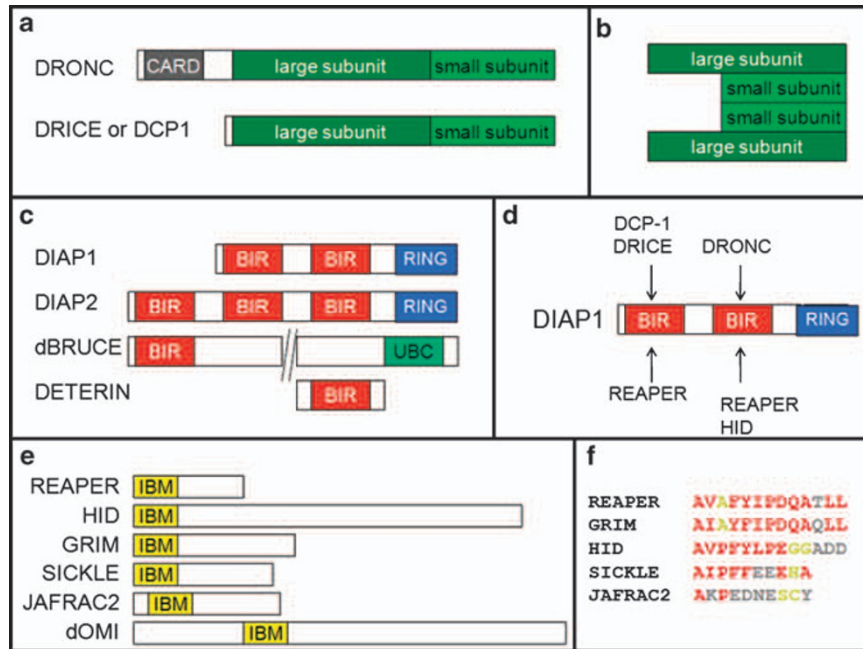 a
DRONC CARD large subunit small subunit
DRICE or DCP1 large subunit small subunit
b
large subunit
small subunit
small subunit
large subunit
c
DIAP1 BIR BIR RING
DIAP2 BIR BIR BIR RING
dBRUCE BIR UBC
DETERIN BIR
d
DCP-1
DRICE
DRONC
DIAP1 BIR BIR RING
REAPER
REAPER
HID
e
REAPER IBM
HID IBM
GRIM IBM
SICKLE IBM
JAFRAC2 IBM
dOMI IBM
f
REAPER AVAFYIPDQATLL
GRIM AIAYFIPDQAQLL
HID AVPFYLPEGGADD
SICKLE AIPFFEEKHA
JAFRAC2 AKPEDNESCY